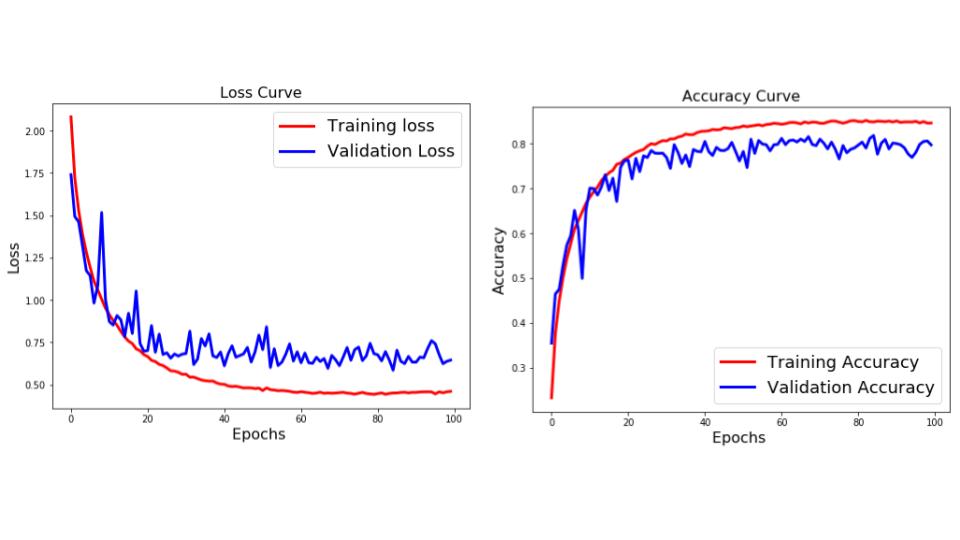 Loss Curve
2.00
1.75
1.50
1.25
1.00
0.75
0.50
Loss
Training loss
Validation Loss
0 20 40 60 80 100
Epochs
Accuracy Curve
0.8
0.7
0.6
0.5
0.4
0.3
Accuracy
Training Accuracy
Validation Accuracy
0 20 40 60 80 100
Epochs